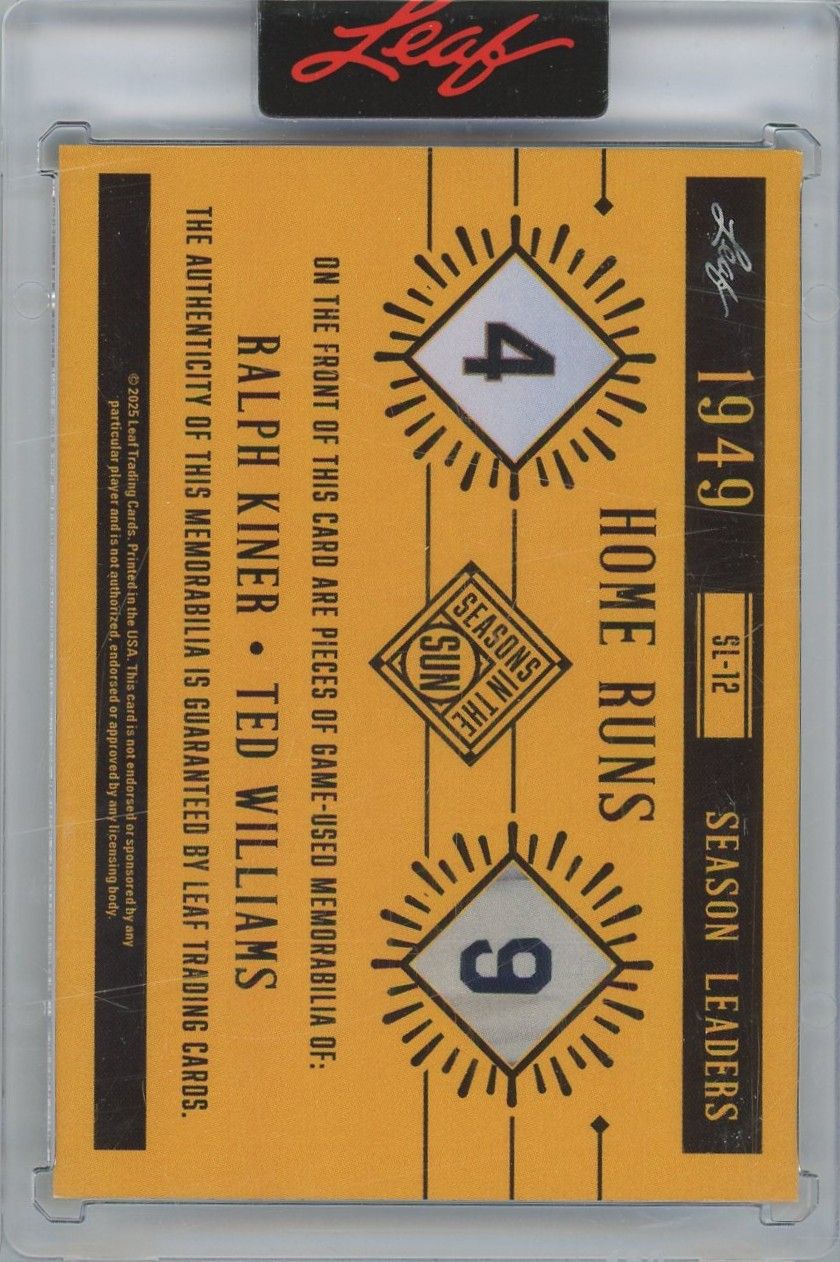 Leaf
Leaf 1949 SL-12 SEASON LEADERS
HOME RUNS
4 9
SEASONS IN THE
SUN
ON THE FRONT OF THIS CARD ARE PIECES OF GAME-USED MEMORABILIA OF:
RALPH KINER • TED WILLIAMS
THE AUTHENTICITY OF THIS MEMORABILIA IS GUARANTEED BY LEAF TRADING CARDS.
© 2025 Leaf Trading Cards. Printed in the USA. This card is not endorsed or sponsored by any
particular player and is not authorized, endorsed or approved by any licensing body.